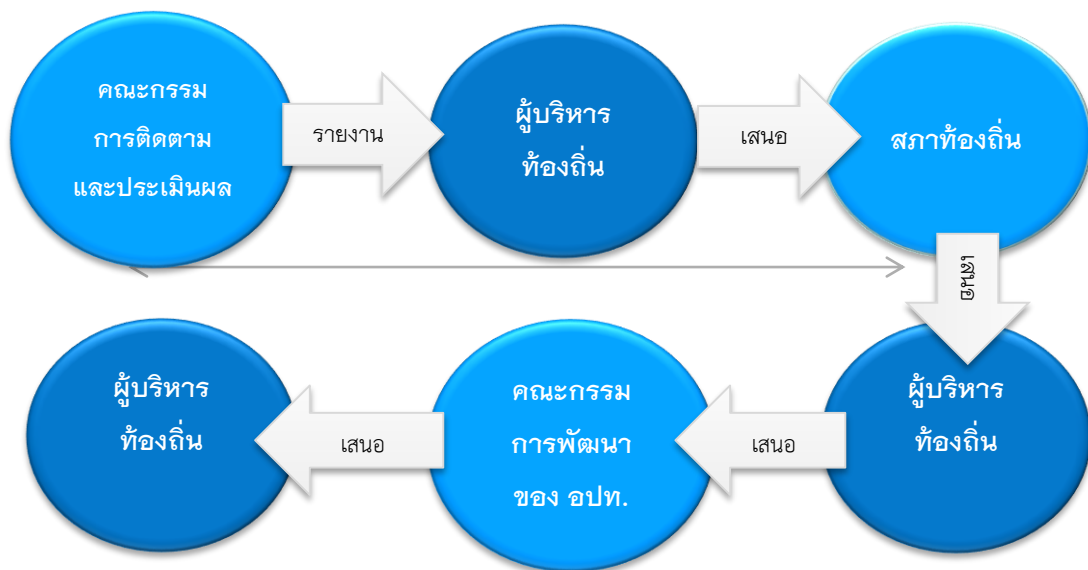 คณะกรรม
การติดตาม
และประเมินผล
รายงาน
ผู้บริหาร
ท้องถิ่น
เสนอ
สภาท้องถิ่น
เสนอ
ผู้บริหาร
ท้องถิ่น
เสนอ
คณะกรรม
การพัฒนา
ของ อปท.
เสนอ
ผู้บริหาร
ท้องถิ่น